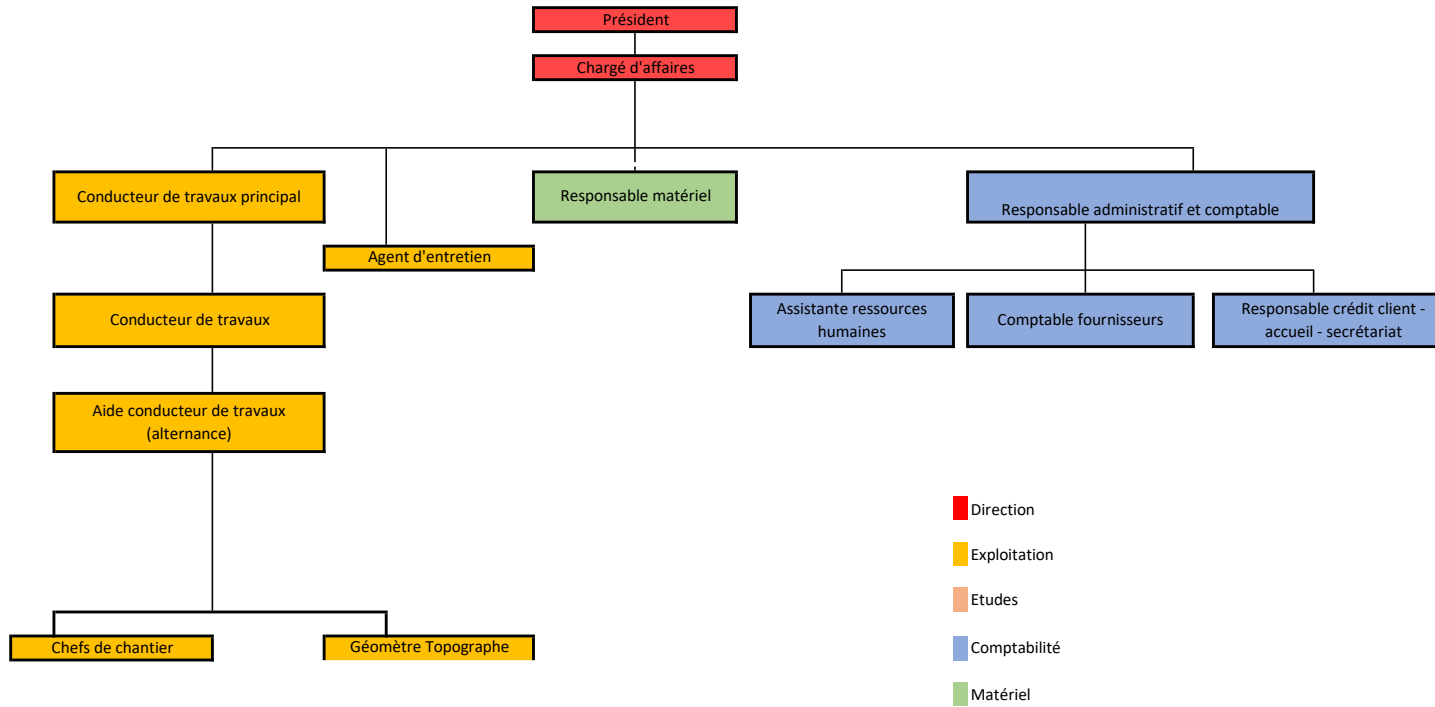 Président
Chargé d'affaires
Conducteur de travaux principal
Responsable matériel
Responsable administratif et comptable
Agent d'entretien
Conducteur de travaux
Assistante ressources
humaines
Comptable fournisseurs
Responsable crédit client -
accueil - secrétariat
Aide conducteur de travaux
(alternance)
Chefs de chantier
Géomètre Topographe
Direction
Exploitation
Etudes
Comptabilité
Matériel